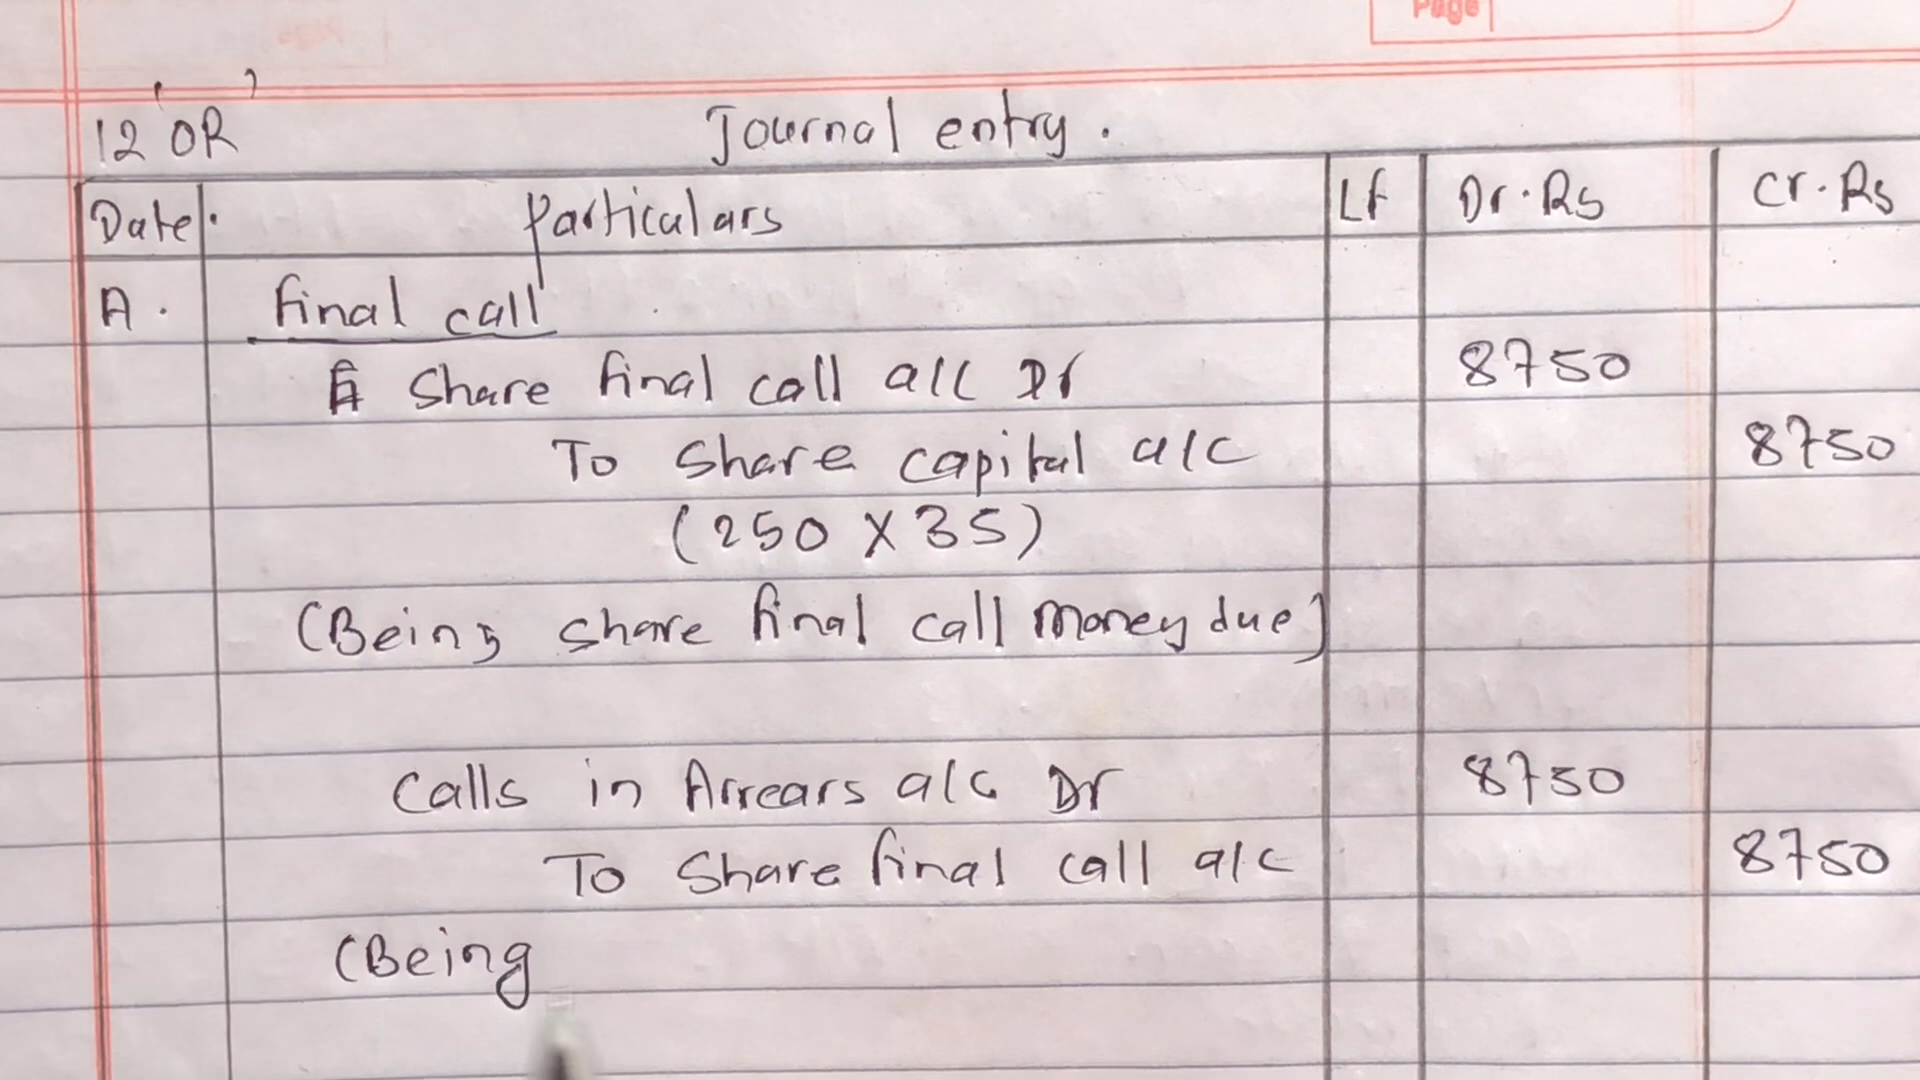 Page
12 'OR'
Journal entry.
Date. Particulars LF Dr. Rs Cr. Rs
A. Final call
Share final call a/c Dr 8750
To Share capital a/c 8750
(250 X 35)
(Being share final call money due)
Calls in Arrears a/c Dr 8750
To Share final call a/c 8750
(Being